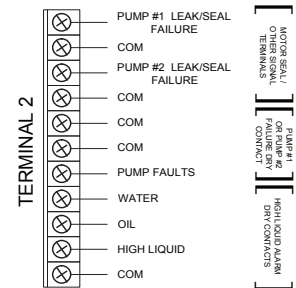 TERMINAL 2
PUMP #1 LEAK/SEAL
FAILURE
COM
PUMP #2 LEAK/SEAL
FAILURE
COM
COM
COM
PUMP FAULTS
WATER
OIL
HIGH LIQUID
COM
MOTOR SEAL /
OTHER SIGNAL
TERMINALS
PUMP #1
OR PUMP #2
FAILURE DRY
CONTACT
HIGH LIQUID ALARM
DRY CONTACTS